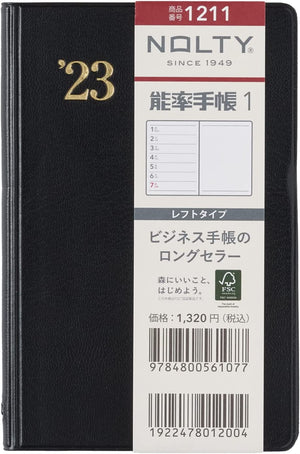 商品
番号 1211
NOLTY®
SINCE 1949
'23
能率手帳 1
1
2
3
4
5
6
7
レフトタイプ
ビジネス手帳の
ロングセラー
森にいいこと、
はじめよう。
FSC
価格：1,320 円（税込）
9784800561077
1922478012004